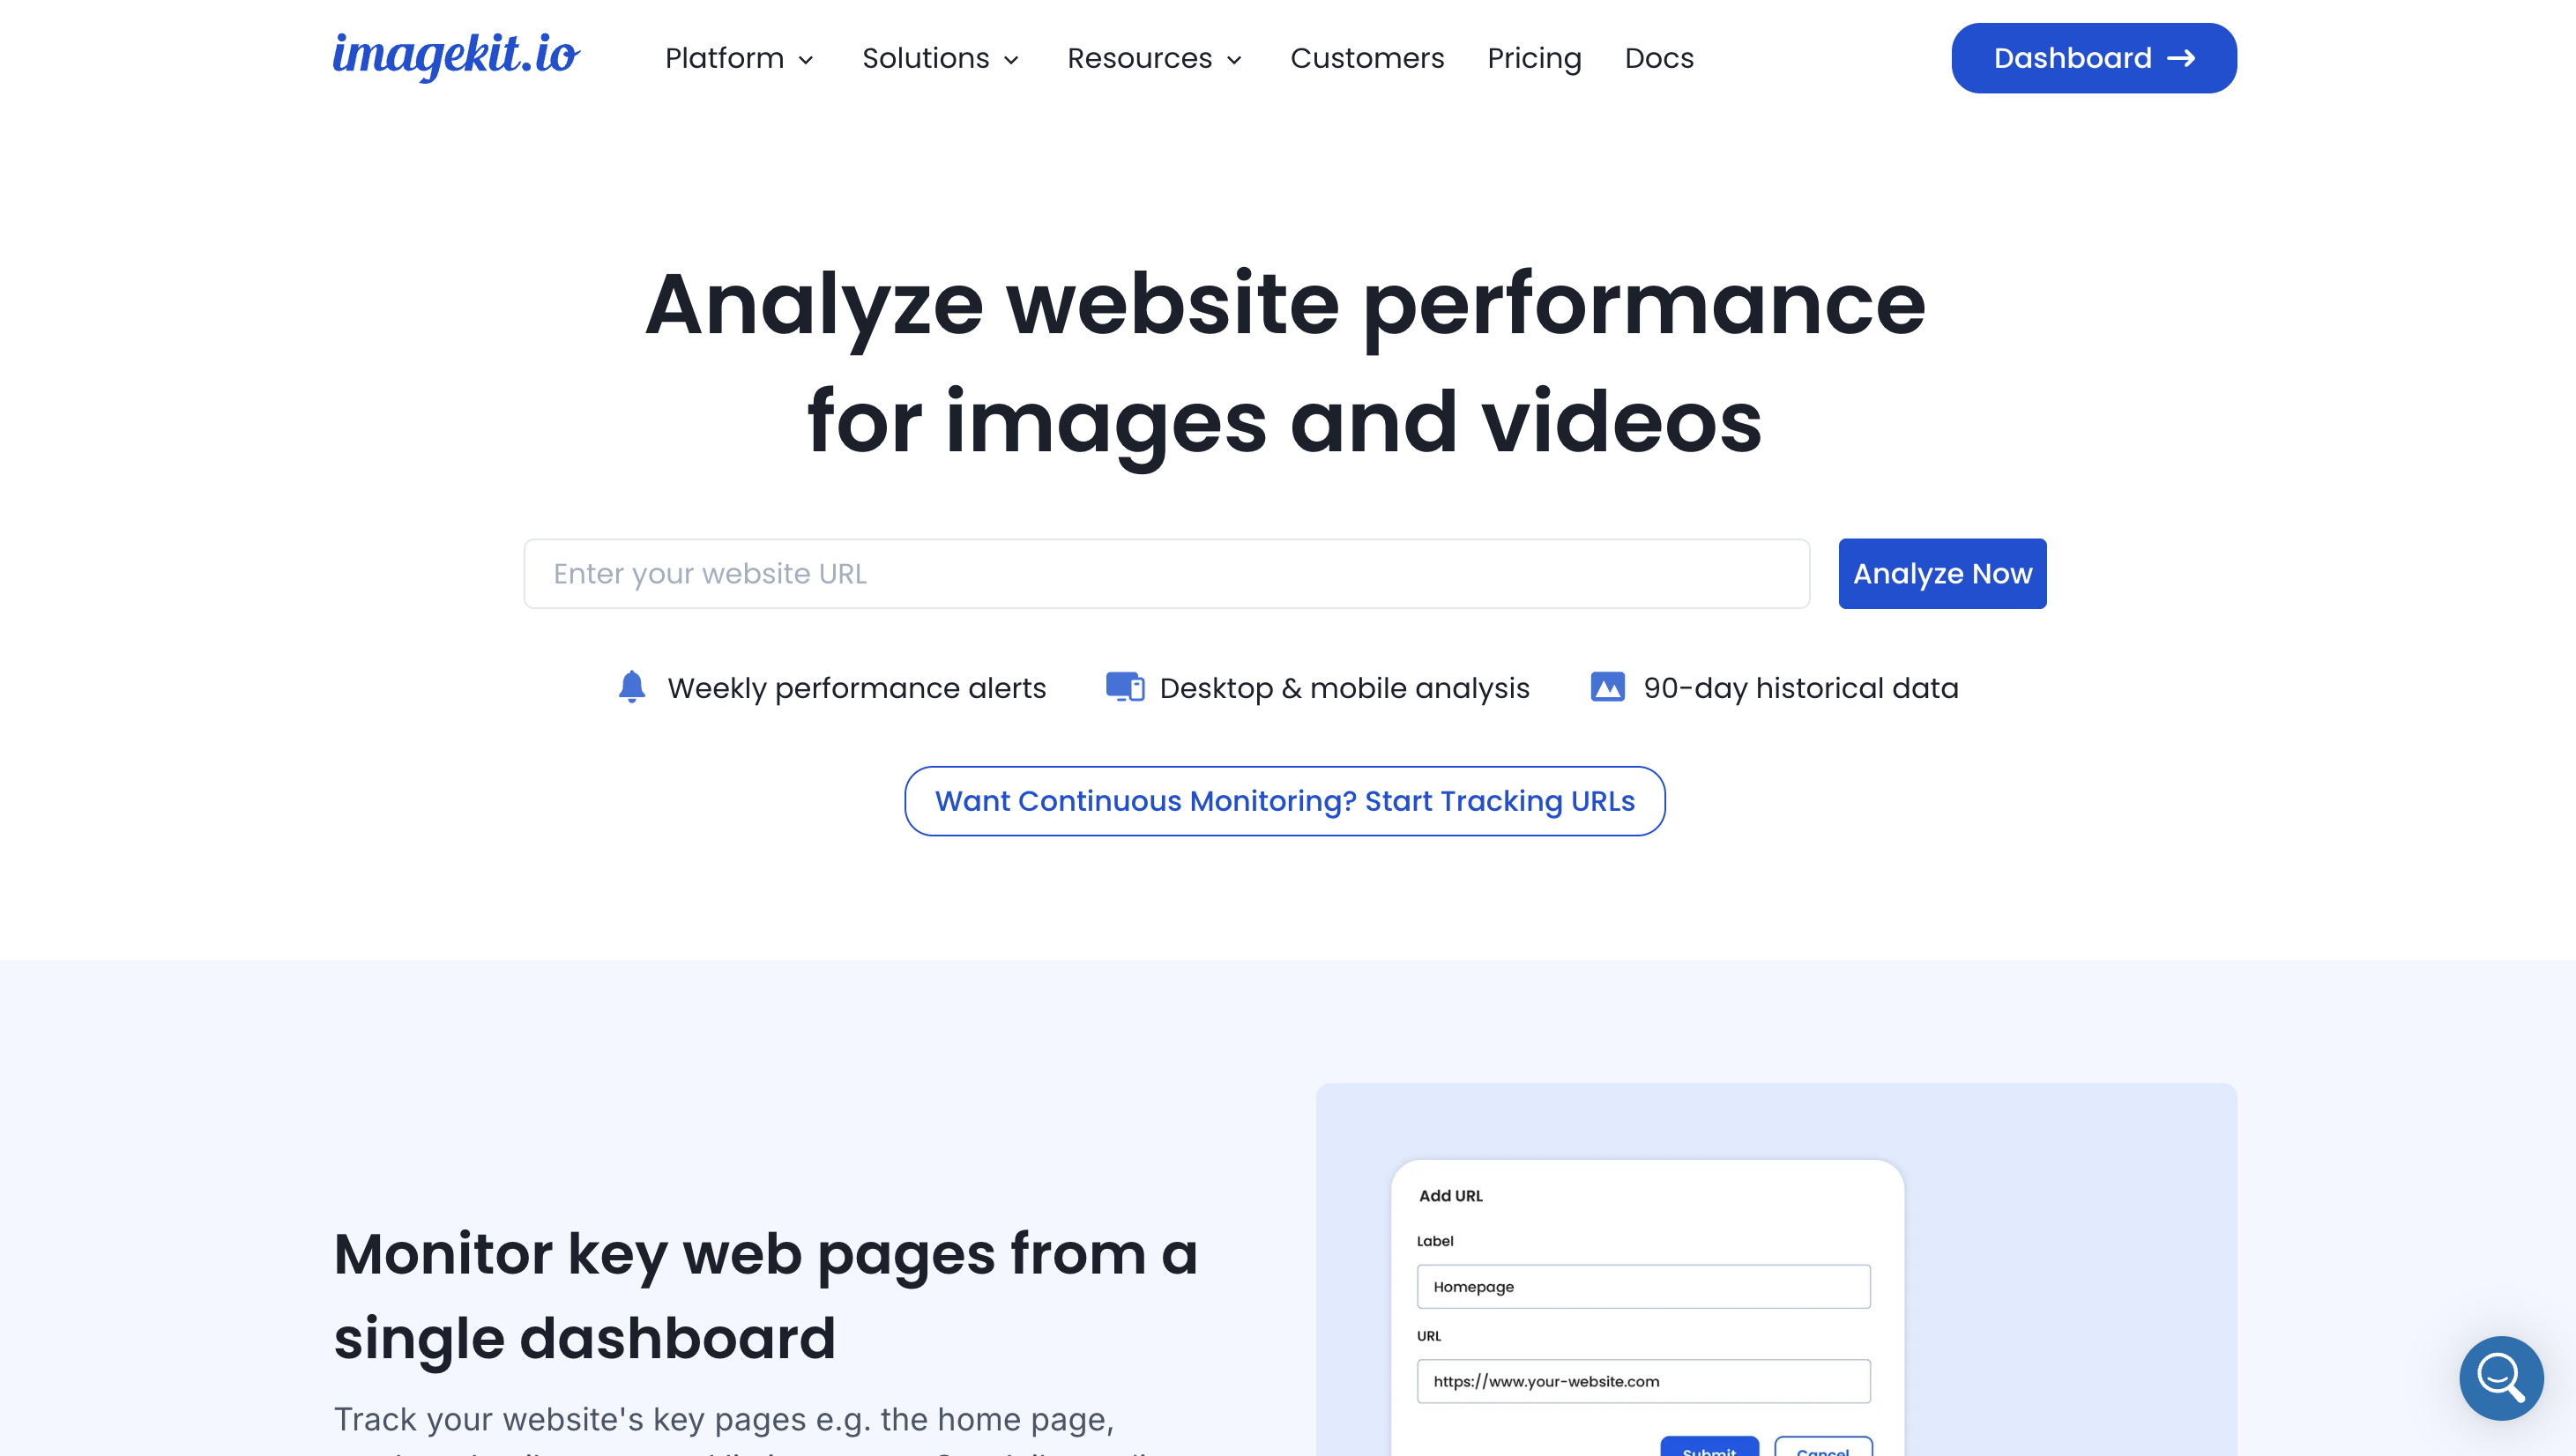 imagekit.io
Platform Solutions Resources Customers Pricing Docs Dashboard
Analyze website performance
for images and videos
Enter your website URL Analyze Now
Weekly performance alerts Desktop & mobile analysis 90-day historical data
Want Continuous Monitoring? Start Tracking URLs
Monitor key web pages from a
single dashboard
Track your website's key pages e.g. the home page,
Add URL
Label
Homepage
URL
https://www.your-website.com
Submit Cancel